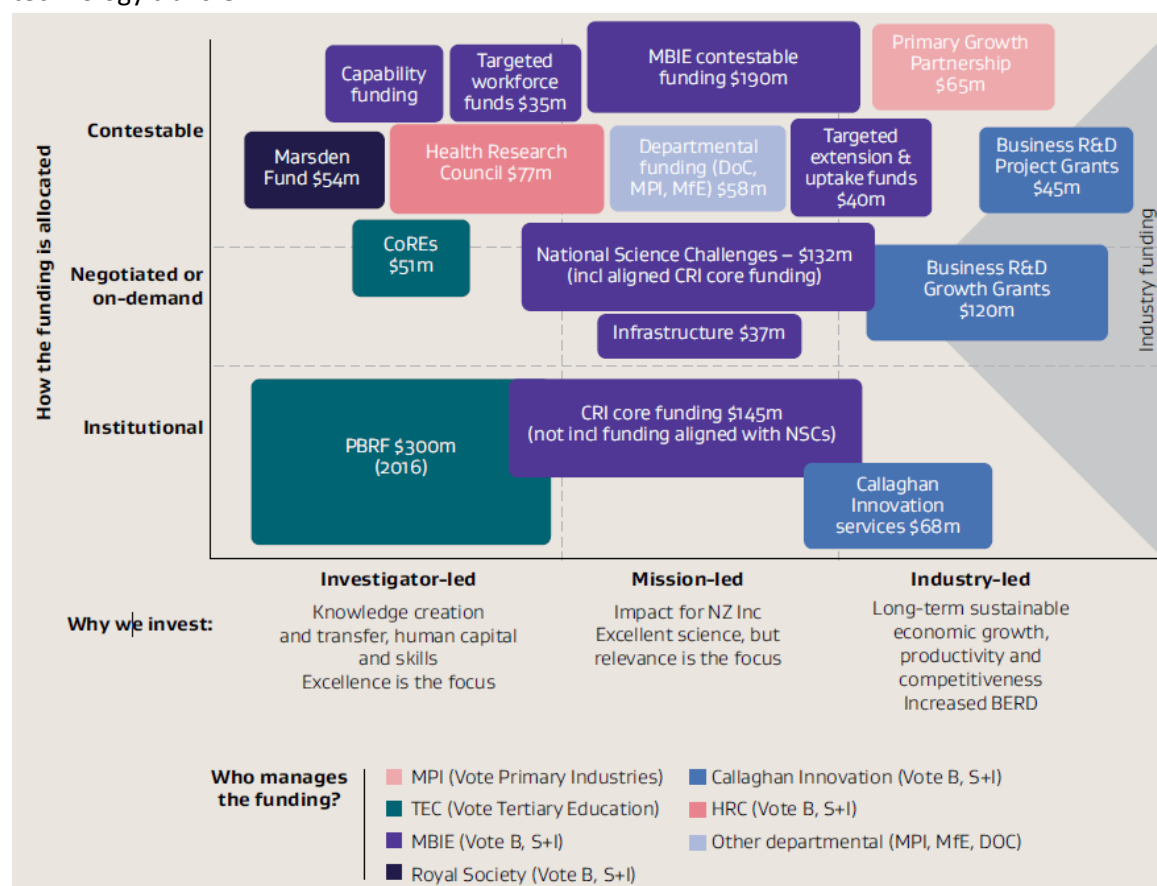 How the funding is allocated
Contestable
Negotiated or
on-demand
Institutional
Capability
funding
Targeted
workforce
funds $35m
MBIE contestable
funding $190m
Primary Growth
Partnership
$65m
Marsden
Fund $54m
Health Research
Council $77m
Departmental
funding (DoC,
MPI, MfE) $58m
Targeted
extension &
uptake funds
$40m
Business R&D
Project Grants
$45m
CoREs
$51m
National Science Challenges – $132m
(incl aligned CRI core funding)
Business R&D
Growth Grants
$120m
Industry funding
Infrastructure $37m
PBRF $300m
(2016)
CRI core funding $145m
(not incl funding aligned with NSCs)
Callaghan
Innovation
services $68m
Why we invest:
Investigator-led
Knowledge creation
and transfer, human capital
and skills
Excellence is the focus
Mission-led
Impact for NZ Inc
Excellent science, but
relevance is the focus
Industry-led
Long-term sustainable
economic growth,
productivity and
competitiveness
Increased BERD
Who manages
the funding?
MPI (Vote Primary Industries)
TEC (Vote Tertiary Education)
MBIE (Vote B, S+I)
Royal Society (Vote B, S+I)
Callaghan Innovation (Vote B, S+I)
HRC (Vote B, S+I)
Other departmental (MPI, MfE, DOC)